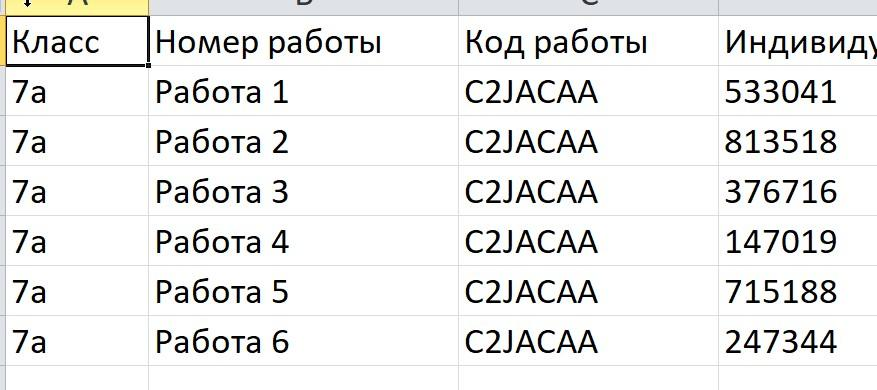 Класс Номер работы Код работы Индивиду
7а Работа 1 C2JACAA 533041
7а Работа 2 C2JACAA 813518
7а Работа 3 C2JACAA 376716
7а Работа 4 C2JACAA 147019
7а Работа 5 C2JACAA 715188
7а Работа 6 C2JACAA 247344